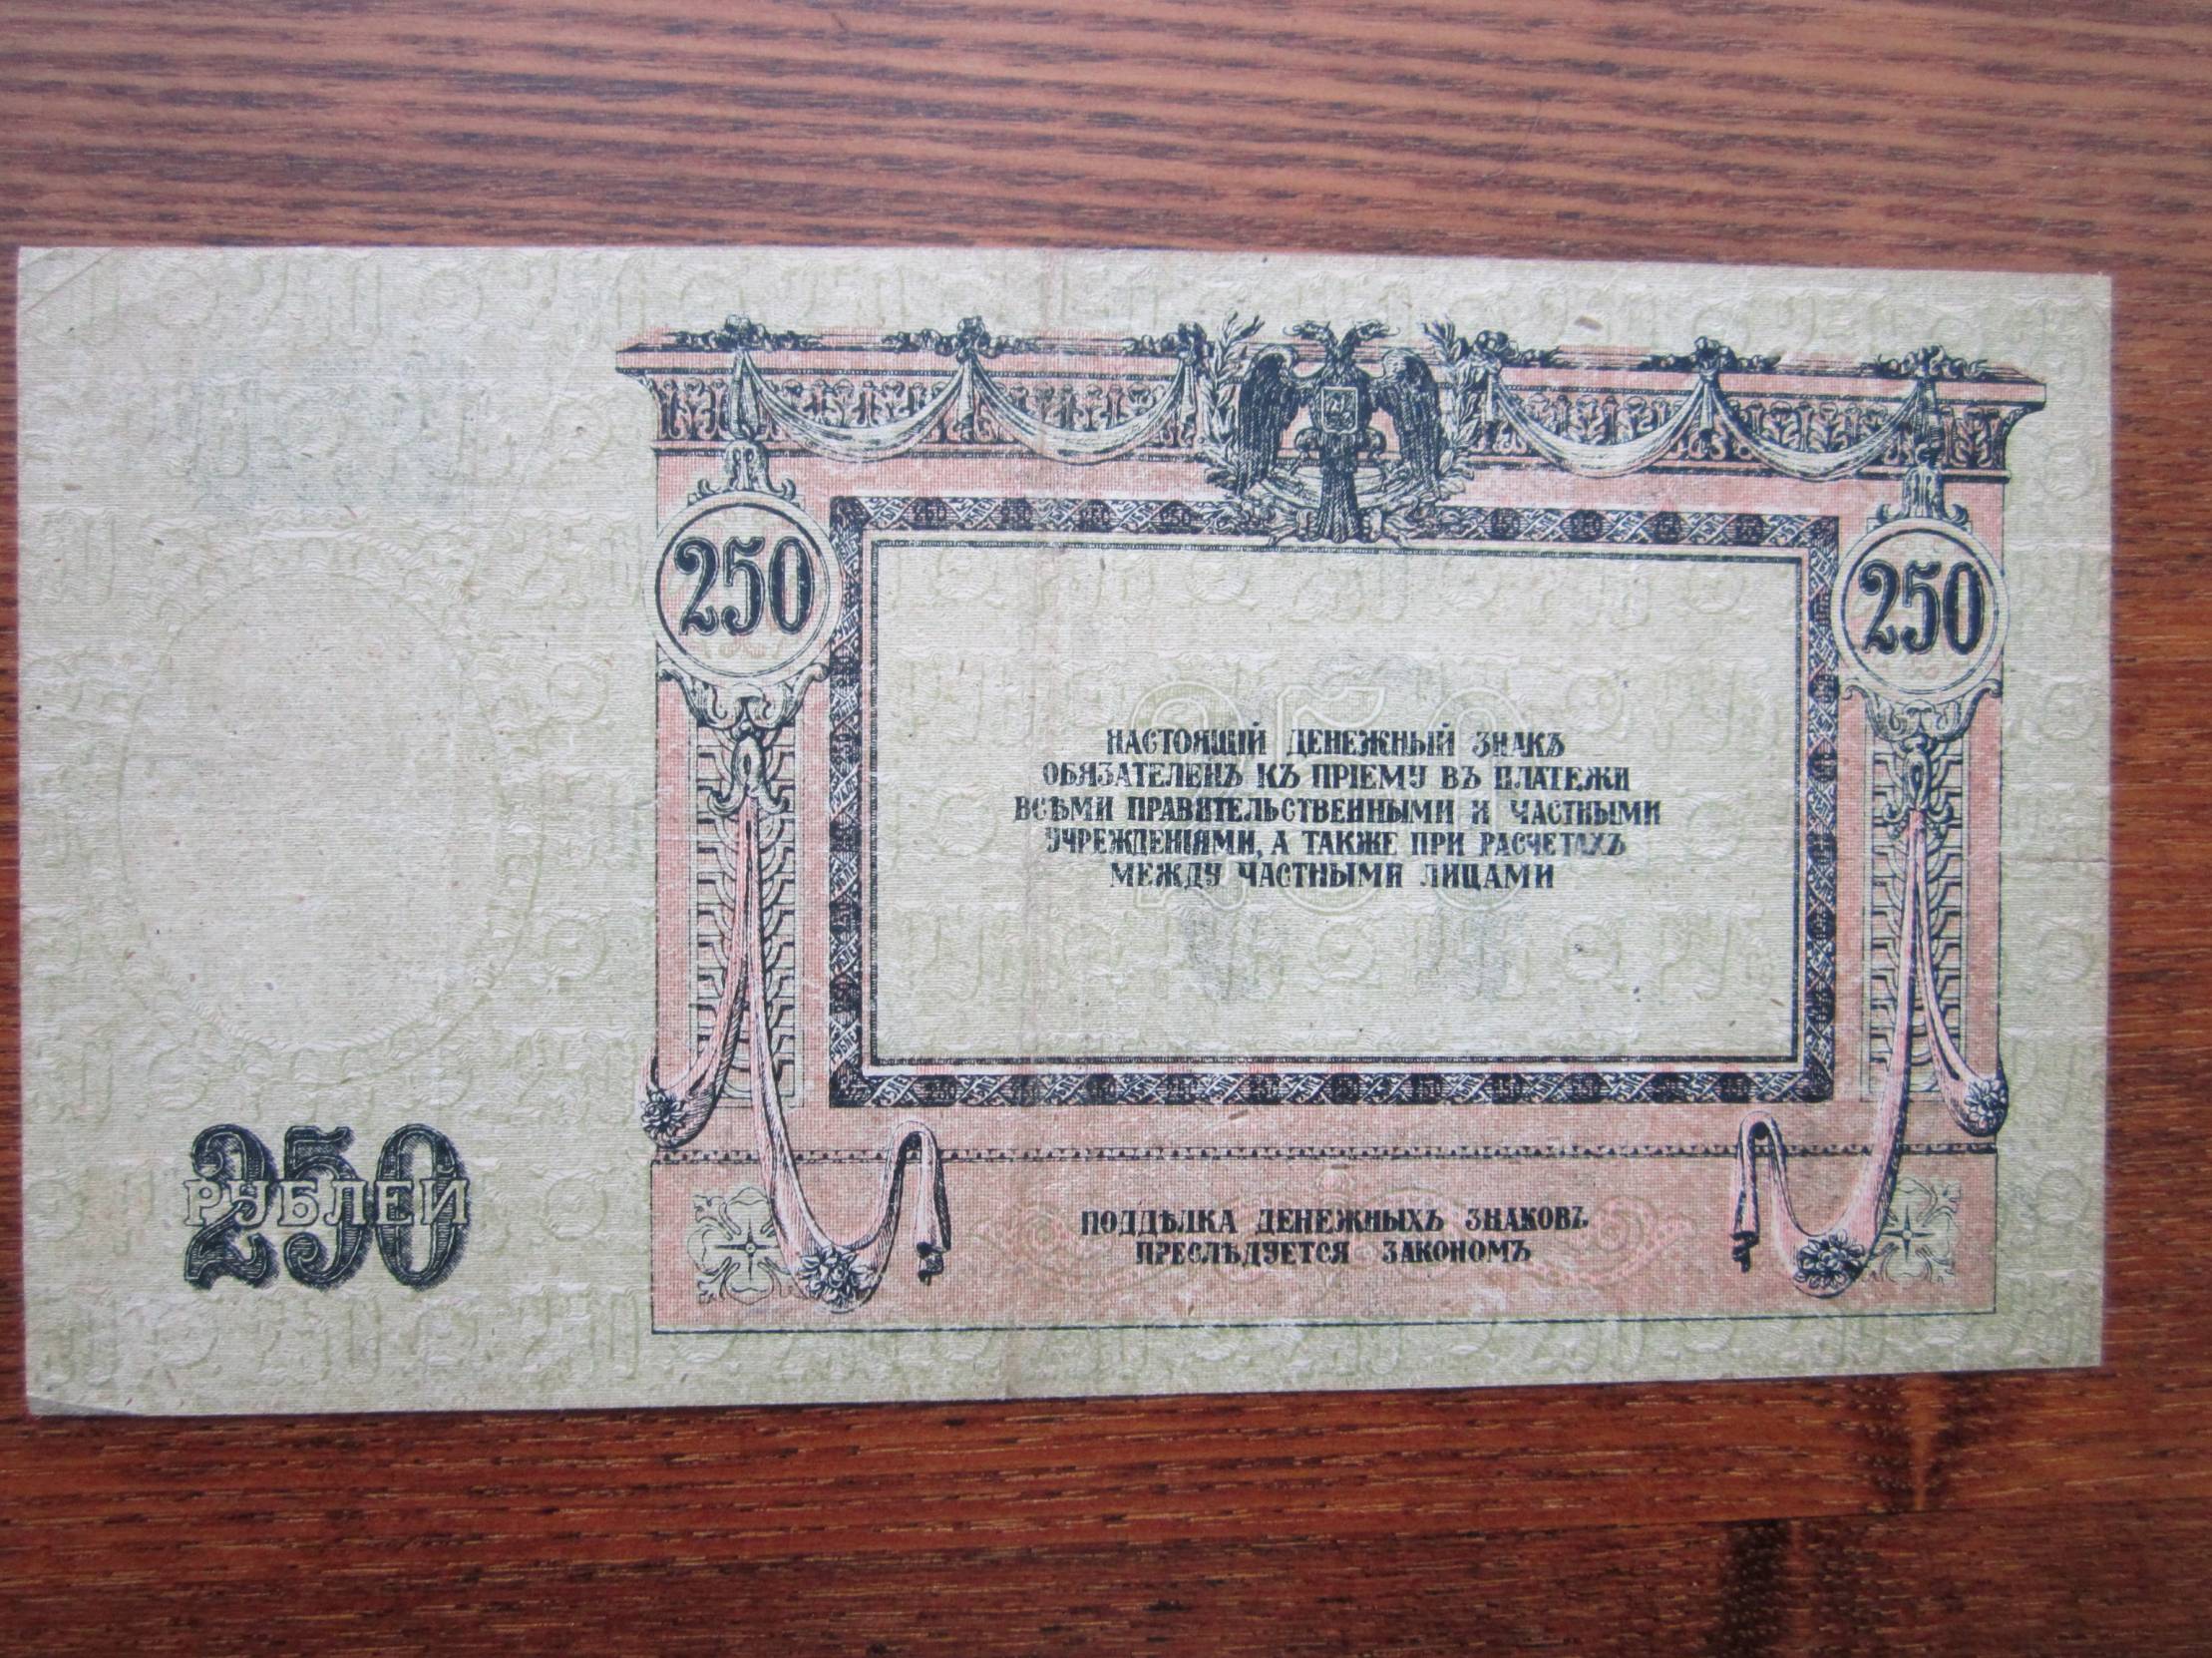 250
250
НАСТОЯЩІЙ ДЕНЕЖНЫЙ ЗНАКЪ
ОБЯЗАТЕЛЕНЪ КЪ ПРІЕМУ ВЪ ПЛАТЕЖИ
ВСѢМИ ПРАВИТЕЛЬСТВЕННЫМИ И ЧАСТНЫМИ
УЧРЕЖДЕНІЯМИ, А ТАКЖЕ ПРИ РАСЧЕТАХЪ
МЕЖДУ ЧАСТНЫМИ ЛИЦАМИ
250
250
РУБЛЕЙ
ПОДДѢЛКА ДЕНЕЖНЫХЪ ЗНАКОВЪ
ПРЕСЛѢДУЕТСЯ ЗАКОНОМЪ